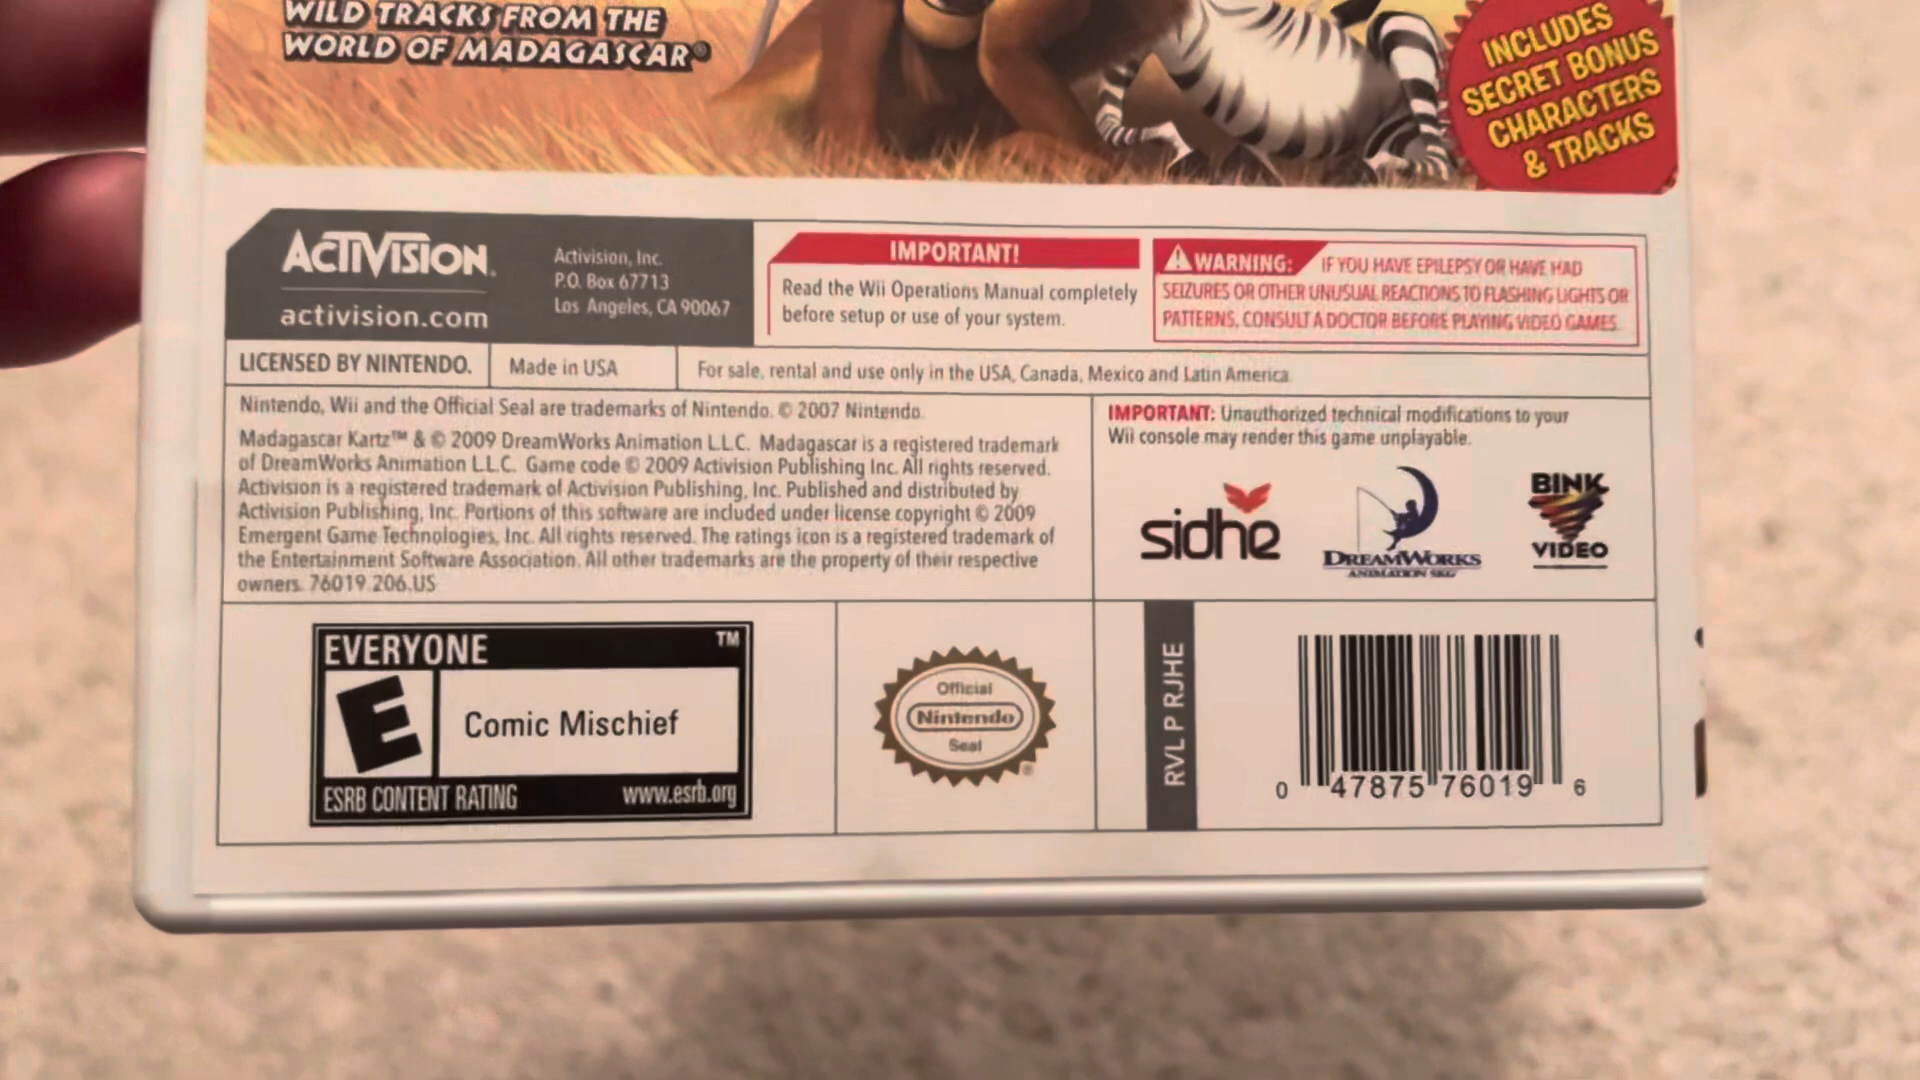 WILD TRACKS FROM THE
WORLD OF MADAGASCAR®
INCLUDES
SECRET BONUS
CHARACTERS
& TRACKS
ACTIVISION®
activision.com
Activision, Inc.
P.O. Box 67713
Los Angeles, CA 90067
IMPORTANT!
Read the Wii Operations Manual completely
before setup or use of your system.
WARNING: IF YOU HAVE EPILEPSY OR HAVE HAD
SEIZURES OR OTHER UNUSUAL REACTIONS TO FLASHING LIGHTS OR
PATTERNS, CONSULT A DOCTOR BEFORE PLAYING VIDEO GAMES.
LICENSED BY NINTENDO.
Made in USA
For sale, rental and use only in the USA, Canada, Mexico and Latin America.
Nintendo, Wii and the Official Seal are trademarks of Nintendo. © 2007 Nintendo.
Madagascar Kartz™ & © 2009 DreamWorks Animation L.L.C. Madagascar is a registered trademark
of DreamWorks Animation L.L.C. Game code © 2009 Activision Publishing Inc. All rights reserved.
Activision is a registered trademark of Activision Publishing, Inc. Published and distributed by
Activision Publishing, Inc. Portions of this software are included under license copyright © 2009
Emergent Game Technologies, Inc. All rights reserved. The ratings icon is a registered trademark of
the Entertainment Software Association. All other trademarks are the property of their respective
owners. 76019.206.US
IMPORTANT: Unauthorized technical modifications to your
Wii console may render this game unplayable.
sidhe
DREAMWORKS
ANIMATION SKG
BINK
VIDEO
EVERYONE ™
E
Comic Mischief
ESRB CONTENT RATING www.esrb.org
Official
Nintendo
Seal®
RVL P RJHE
0 47875 76019 6